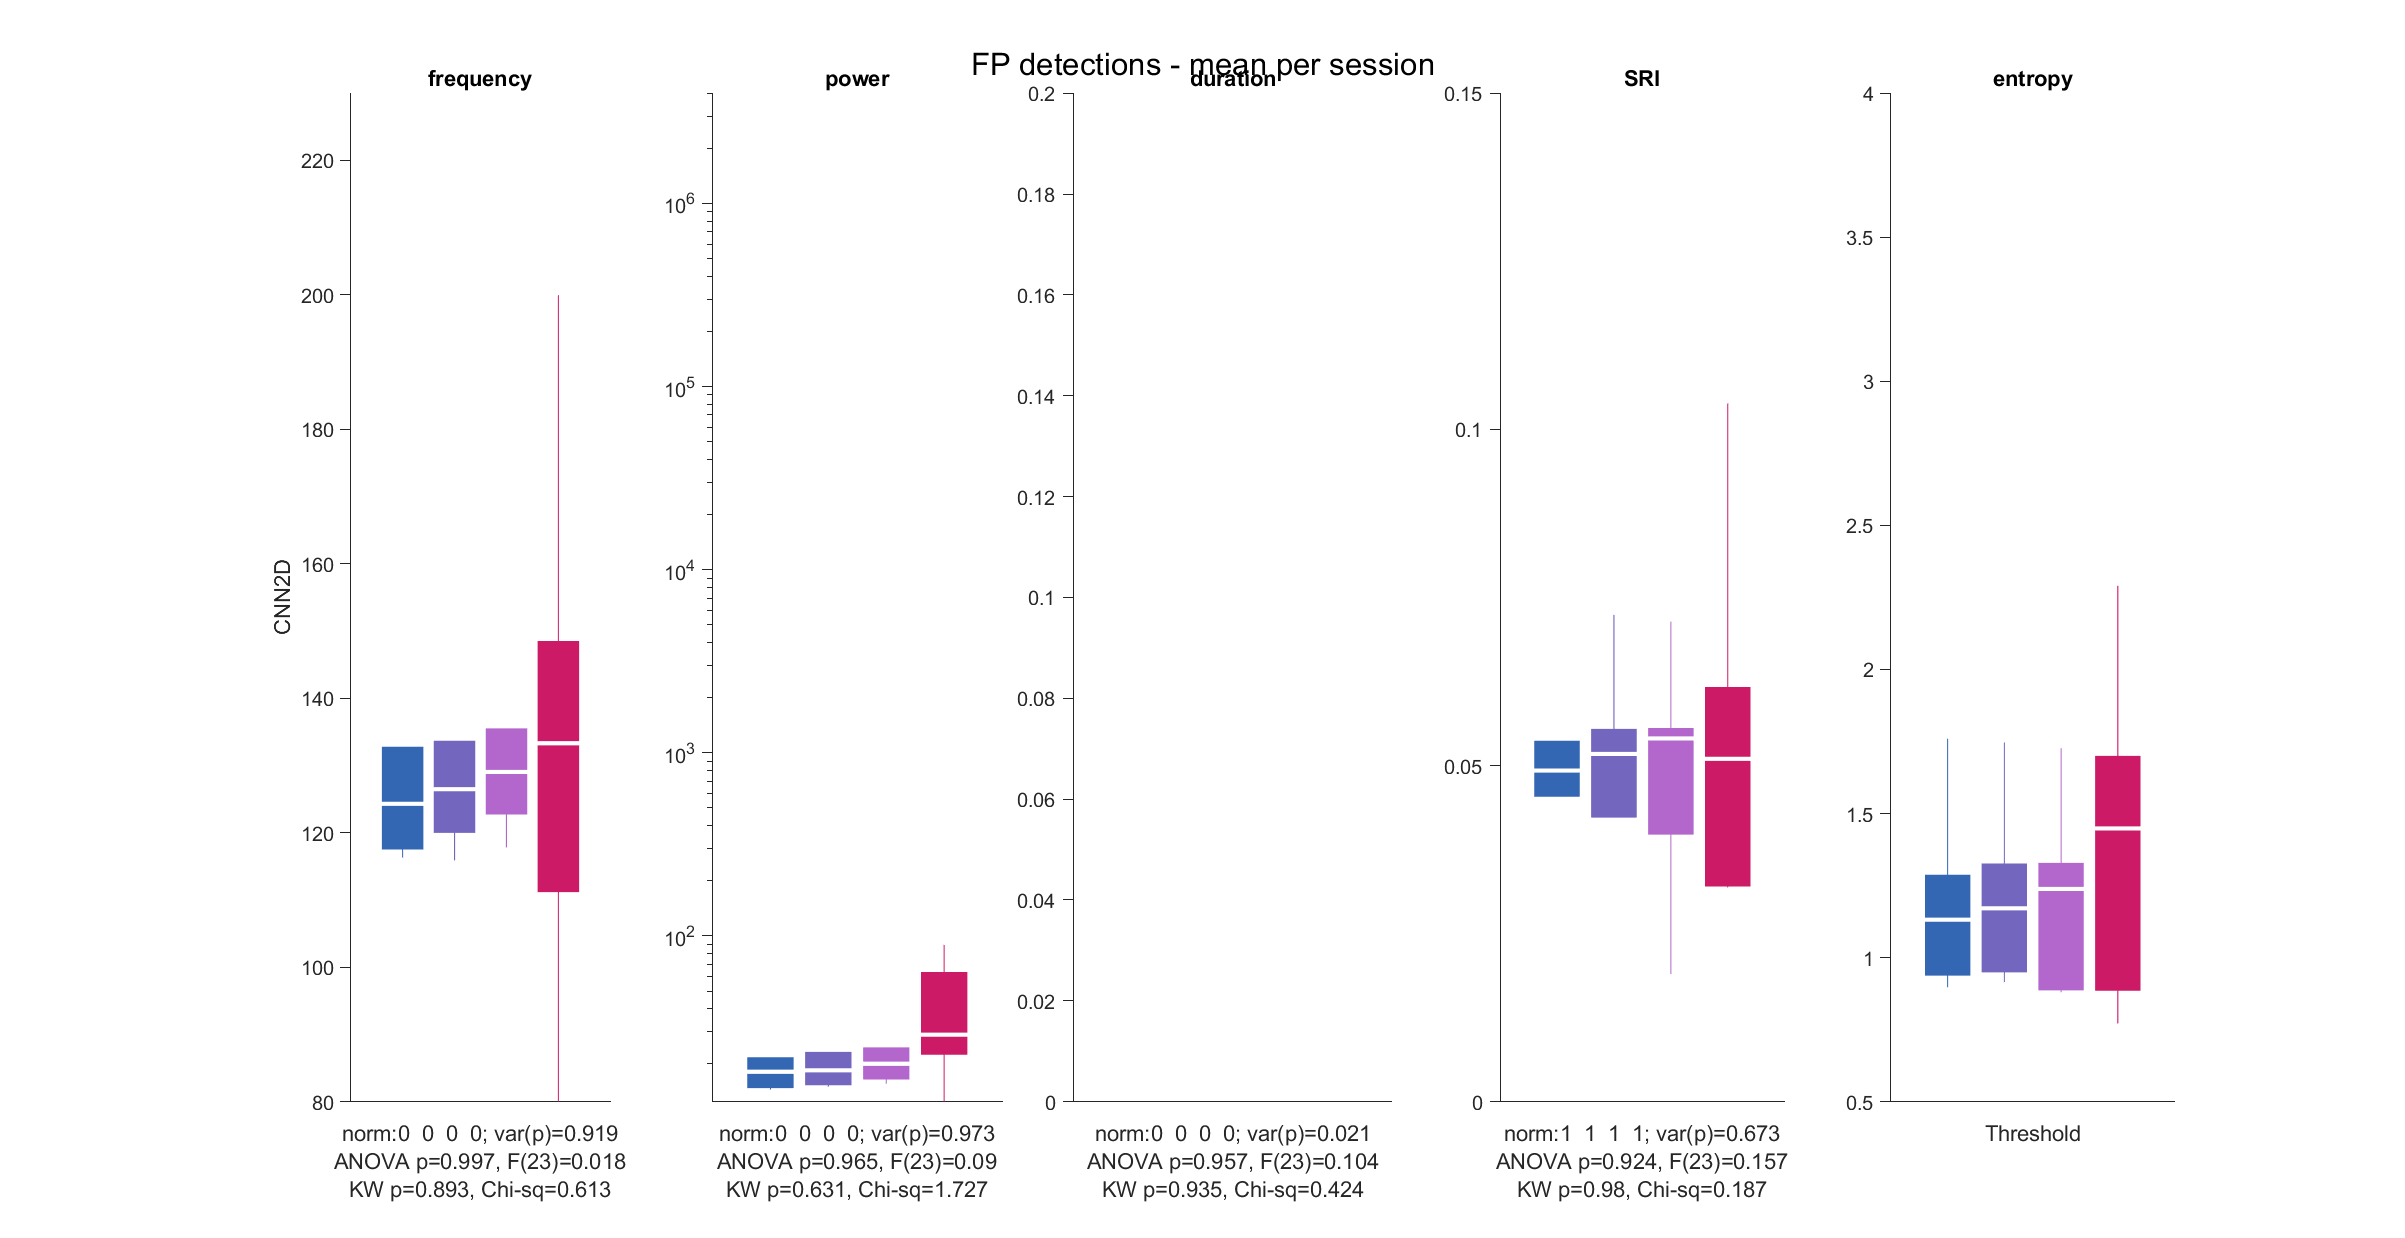 FP detections - mean per session
frequency
power
duration
SRI
entropy
CNN2D
220
200
180
160
140
120
100
80
10^6
10^5
10^4
10^3
10^2
0.2
0.18
0.16
0.14
0.12
0.1
0.08
0.06
0.04
0.02
0
0.15
0.1
0.05
0
4
3.5
3
2.5
2
1.5
1
0.5
norm:0 0 0 0; var(p)=0.919
ANOVA p=0.997, F(23)=0.018
KW p=0.893, Chi-sq=0.613
norm:0 0 0 0; var(p)=0.973
ANOVA p=0.965, F(23)=0.09
KW p=0.631, Chi-sq=1.727
norm:0 0 0 0; var(p)=0.021
ANOVA p=0.957, F(23)=0.104
KW p=0.935, Chi-sq=0.424
norm:1 1 1 1; var(p)=0.673
ANOVA p=0.924, F(23)=0.157
KW p=0.98, Chi-sq=0.187
Threshold